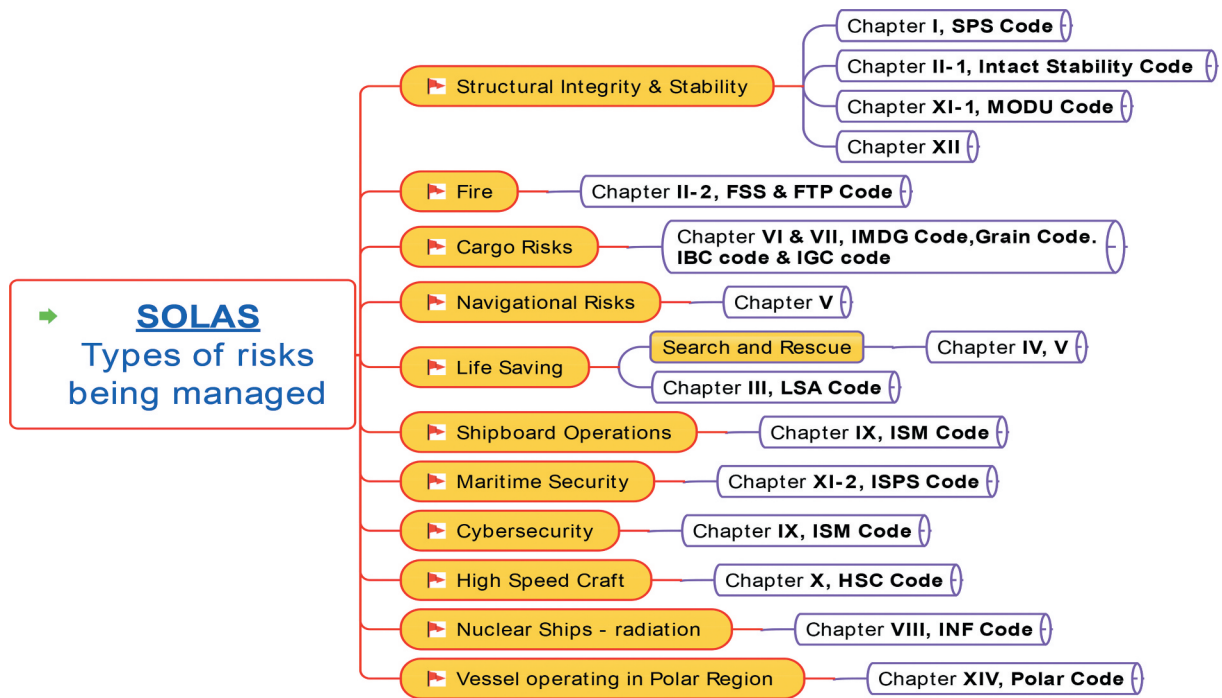 SOLAS
Types of risks
being managed
Structural Integrity & Stability
Chapter I, SPS Code
Chapter II-1, Intact Stability Code
Chapter XI-1, MODU Code
Chapter XII
Fire
Chapter II-2, FSS & FTP Code
Cargo Risks
Chapter VI & VII, IMDG Code,Grain Code.
IBC code & IGC code
Navigational Risks
Chapter V
Life Saving
Search and Rescue
Chapter IV, V
Chapter III, LSA Code
Shipboard Operations
Chapter IX, ISM Code
Maritime Security
Chapter XI-2, ISPS Code
Cybersecurity
Chapter IX, ISM Code
High Speed Craft
Chapter X, HSC Code
Nuclear Ships - radiation
Chapter VIII, INF Code
Vessel operating in Polar Region
Chapter XIV, Polar Code